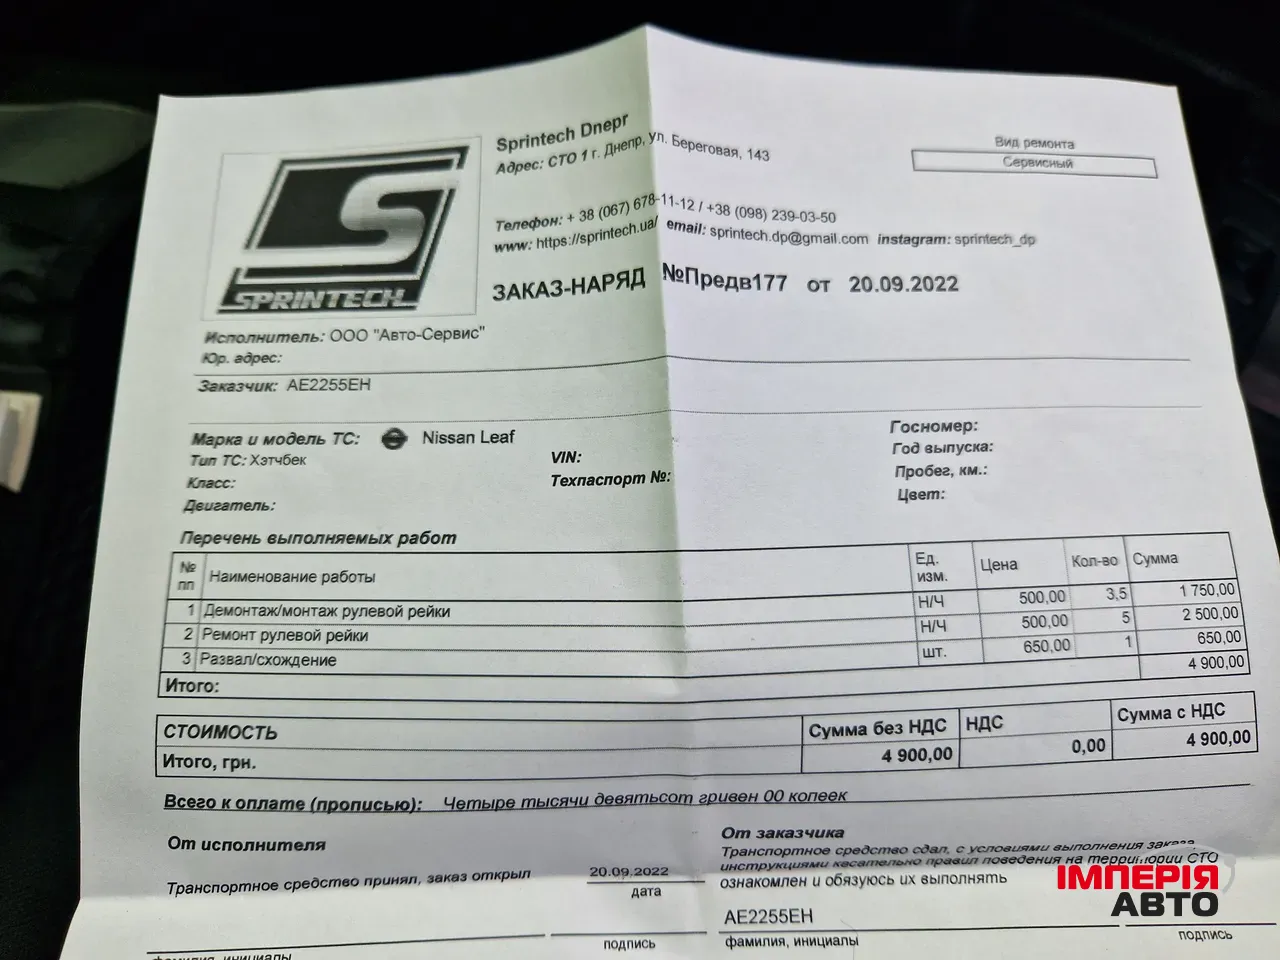 SPRINTECH
Sprintech Dnepr
Адрес: СТО 1 г. Днепр, ул. Береговая, 143
Вид ремонта
Сервисный
Телефон: + 38 (067) 678-11-12 / +38 (098) 239-03-50
www: https://sprintech.ua/ email: sprintech.dp@gmail.com instagram: sprintech_dp
ЗАКАЗ-НАРЯД №Предв177 от 20.09.2022
Исполнитель: ООО "Авто-Сервис"
Юр. адрес:
Заказчик: AE2255EH
Марка и модель ТС: Nissan Leaf
Тип ТС: Хэтчбек
Класс:
Двигатель:
VIN:
Техпаспорт №:
Госномер:
Год выпуска:
Пробег, км.:
Цвет:
Перечень выполняемых работ
№ пп Наименование работы Ед. изм. Цена Кол-во Сумма
1 Демонтаж/монтаж рулевой рейки Н/Ч 500,00 3,5 1 750,00
2 Ремонт рулевой рейки Н/Ч 500,00 5 2 500,00
3 Развал/схождение шт. 650,00 1 650,00
Итого: 4 900,00
СТОИМОСТЬ Сумма без НДС НДС Сумма с НДС
Итого, грн. 4 900,00 0,00 4 900,00
Всего к оплате (прописью): Четыре тысячи девятьсот гривен 00 копеек
От исполнителя
Транспортное средство принял, заказ открыл
20.09.2022
дата
подпись
фамилия, инициалы
От заказчика
Транспортное средство сдал, с условиями выполнения заказа,
инструкциями касательно правил поведения на территории СТО
ознакомлен и обязуюсь их выполнять
AE2255EH
фамилия, инициалы
подпись
ІМПЕРІЯ
АВТО